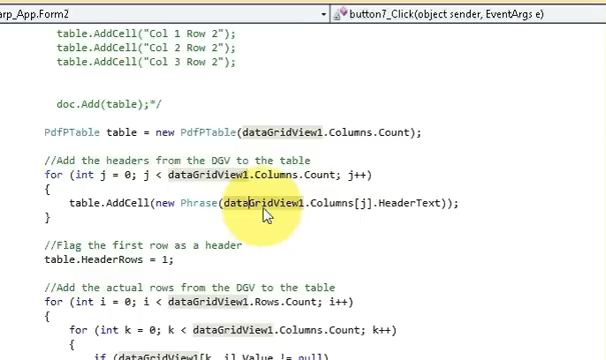 arp_App.Form2
button7_Click(object sender, EventArgs e)
table.AddCell("Col 1 Row 2");
table.AddCell("Col 2 Row 2");
table.AddCell("Col 3 Row 2");
doc.Add(table);*/
PdfPTable table = new PdfPTable(dataGridView1.Columns.Count);
//Add the headers from the DGV to the table
for (int j = 0; j < dataGridView1.Columns.Count; j++)
{
table.AddCell(new Phrase(dataGridView1.Columns[j].HeaderText));
}
//Flag the first row as a header
table.HeaderRows = 1;
//Add the actual rows from the DGV to the table
for (int i = 0; i < dataGridView1.Rows.Count; i++)
{
for (int k = 0; k < dataGridView1.Columns.Count; k++)
{
if (dataGridView1[k, i].Value != null)